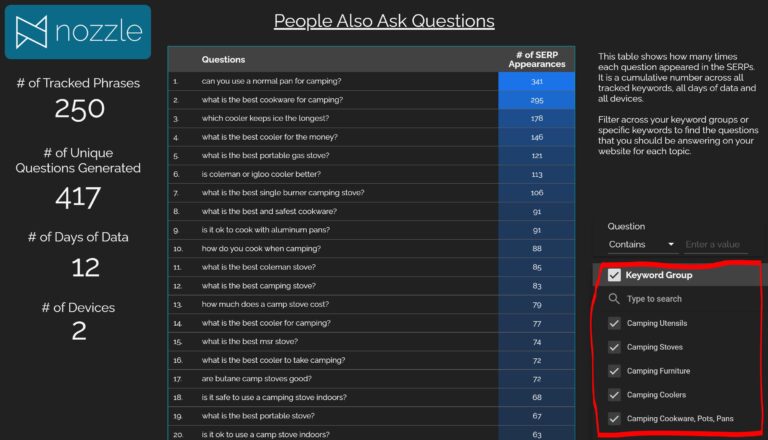 nozzle
People Also Ask Questions
# of Tracked Phrases
250
# of Unique
Questions Generated
417
# of Days of Data
12
# of Devices
2
Questions # of SERP
Appearances
1. can you use a normal pan for camping? 341
2. what is the best cookware for camping? 295
3. which cooler keeps ice the longest? 178
4. what is the best cooler for the money? 146
5. what is the best portable gas stove? 121
6. is coleman or igloo cooler better? 113
7. what is the best single burner camping stove? 106
8. what is the best and safest cookware? 91
9. is it ok to cook with aluminum pans? 91
10. how do you cook when camping? 88
11. what is the best coleman stove? 85
12. what is the best camping stove? 83
13. how much does a camp stove cost? 79
14. what is the best cooler for camping? 77
15. what is the best msr stove? 74
16. what is the best cooler to take camping? 72
17. are butane camp stoves good? 72
18. is it safe to use a camping stove indoors? 68
19. what is the best portable stove? 67
20. is it ok to use a camp stove indoors? 63
This table shows how many times
each question appeared in the SERPs.
It is a cumulative number across all
tracked keywords, all days of data and
all devices.
Filter across your keyword groups or
specific keywords to find the questions
that you should be answering on your
website for each topic.
Question
Contains Enter a value
Keyword Group
Type to search
Camping Utensils
Camping Stoves
Camping Furniture
Camping Coolers
Camping Cookware, Pots, Pans